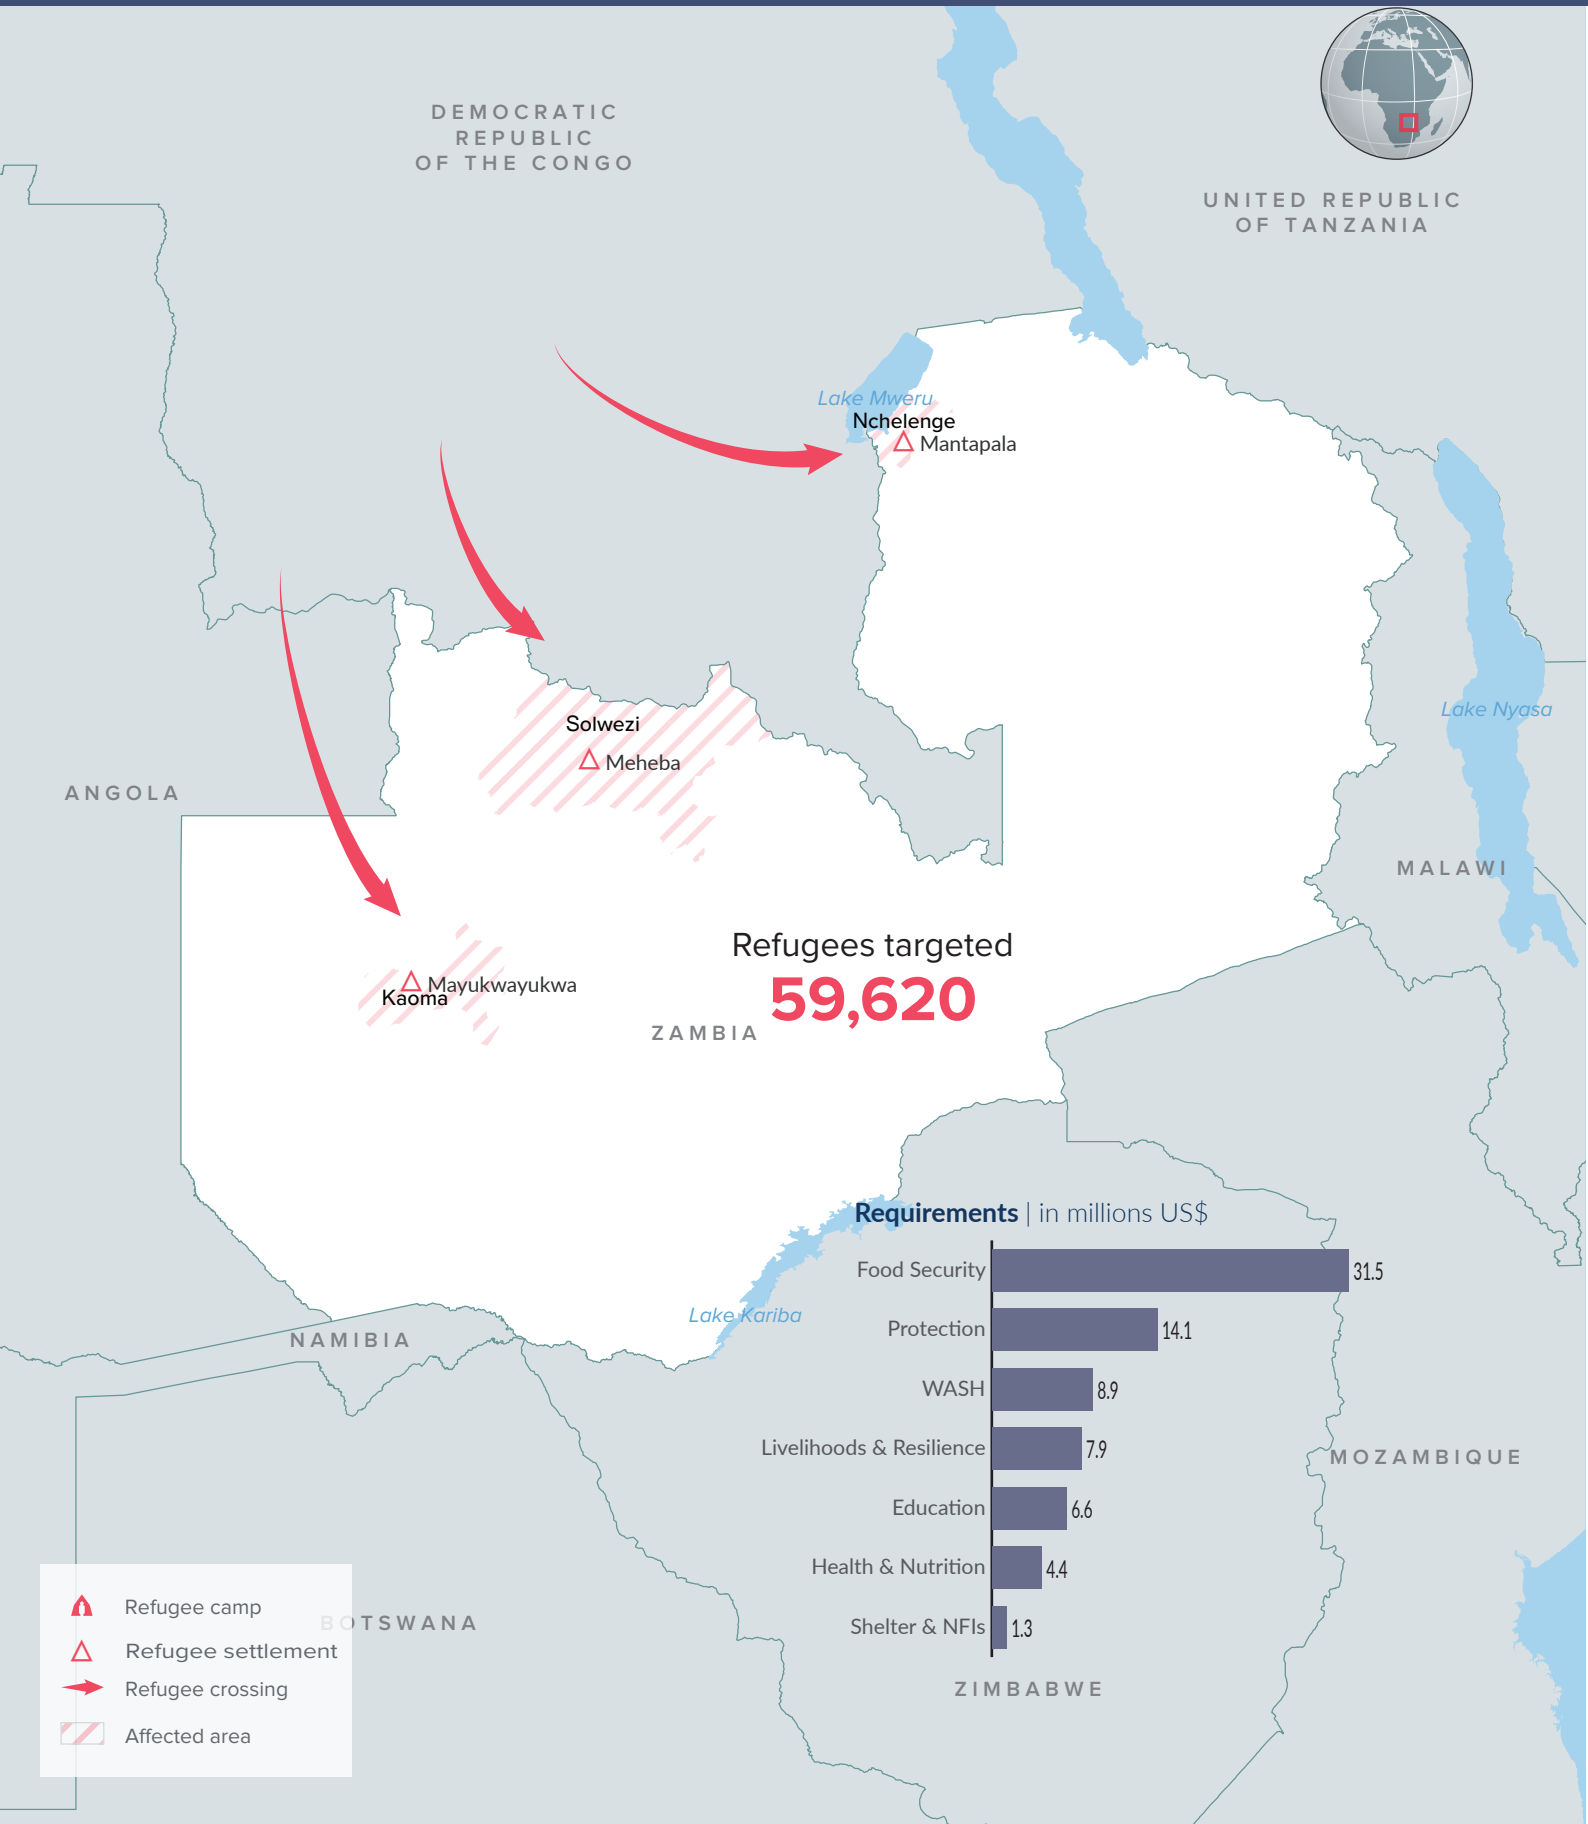 DEMOCRATIC
REPUBLIC
OF THE CONGO
UNITED REPUBLIC
OF TANZANIA
Lake Mweru
Nchelenge
Mantapala
Solwezi
Meheba
Lake Nyasa
ANGOLA
MALAWI
Refugees targeted
59,620
Mayukwayukwa
Kaoma
ZAMBIA
Requirements | in millions US$
Food Security 31.5
Protection 14.1
WASH 8.9
Livelihoods & Resilience 7.9
Education 6.6
Health & Nutrition 4.4
Shelter & NFIs 1.3
Lake Kariba
NAMIBIA
MOZAMBIQUE
BOTSWANA
ZIMBABWE
Refugee camp
Refugee settlement
Refugee crossing
Affected area